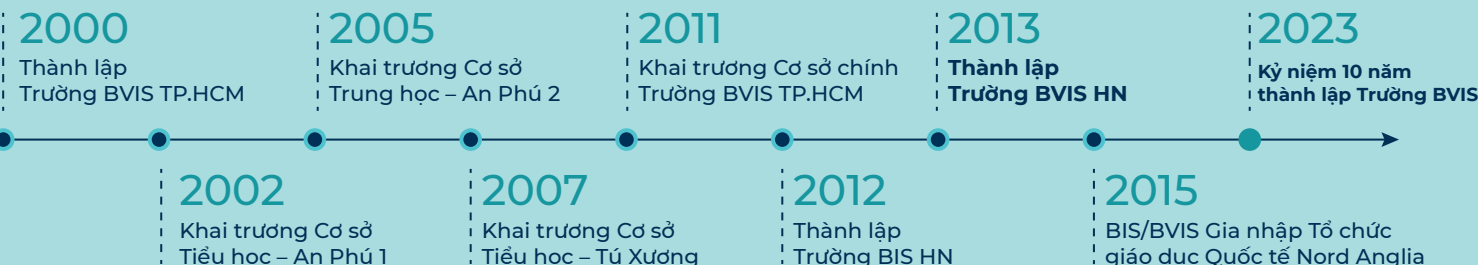 2000
Thành lập
Trường BVIS TP.HCM
2005
Khai trương Cơ sở
Trung học – An Phú 2
2011
Khai trương Cơ sở chính
Trường BVIS TP.HCM
2013
Thành lập
Trường BVIS HN
2023
Kỷ niệm 10 năm
thành lập Trường BVIS
2002
Khai trương Cơ sở
Tiểu học – An Phú 1
2007
Khai trương Cơ sở
Tiểu học – Tú Xương
2012
Thành lập
Trường BIS HN
2015
BIS/BVIS Gia nhập Tổ chức
giáo dục Quốc tế Nord Anglia